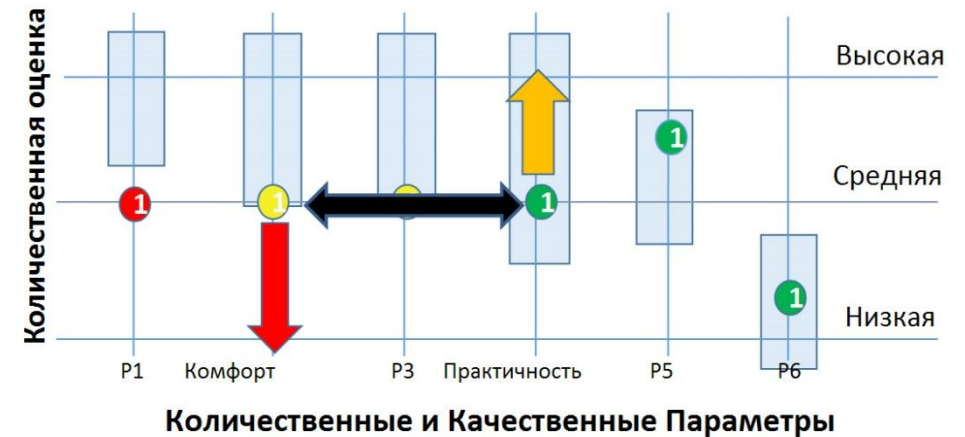 Количественная оценка
Высокая
Средняя
Низкая
1
1
1
1
1
P1 Комфорт P3 Практичность P5 P6
Количественные и Качественные Параметры